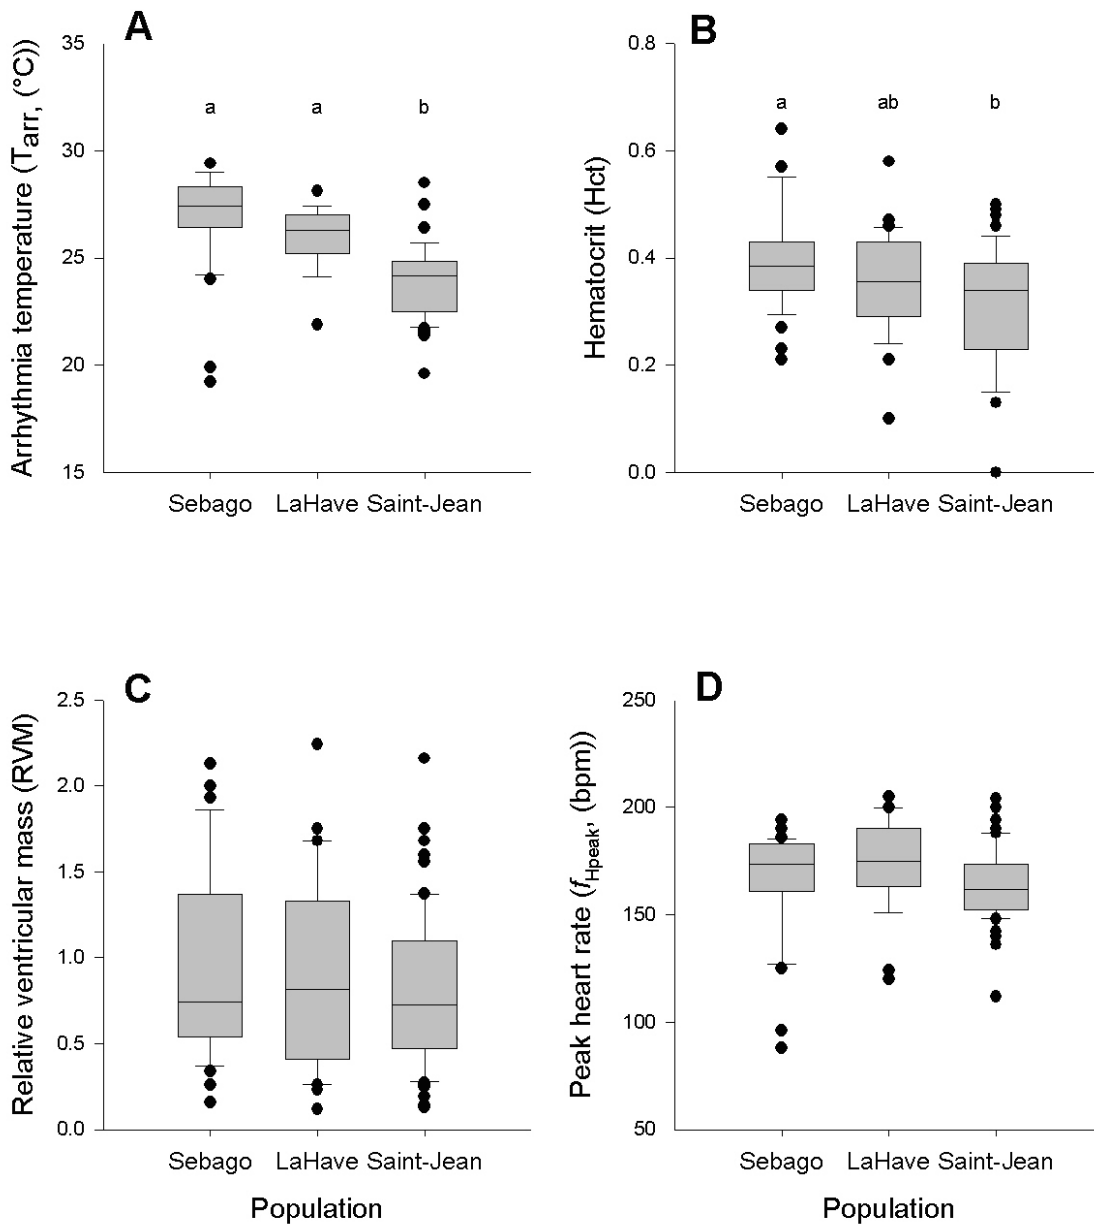 A
Arrhythmia temperature (Tarr, (°C))
35
30
25
20
15
a a b
Sebago LaHave Saint-Jean
B
Hematocrit (Hct)
0.8
0.6
0.4
0.2
0.0
a ab b
Sebago LaHave Saint-Jean
C
Relative ventricular mass (RVM)
2.5
2.0
1.5
1.0
0.5
0.0
Sebago LaHave Saint-Jean
Population
D
Peak heart rate (fHpeak, (bpm))
250
200
150
100
50
Sebago LaHave Saint-Jean
Population